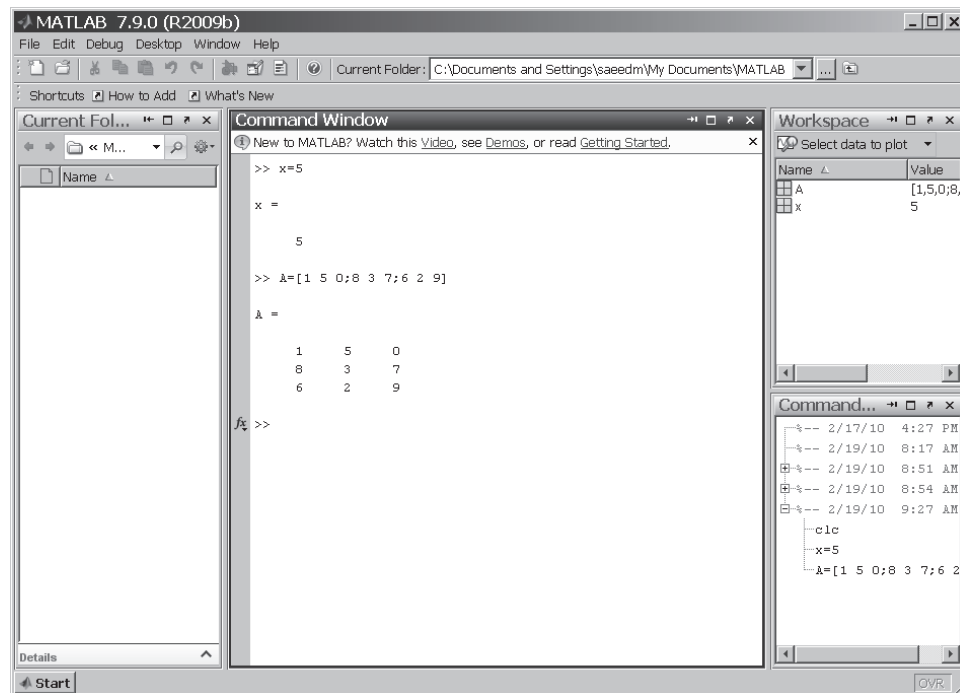 MATLAB 7.9.0 (R2009b)
File Edit Debug Desktop Window Help
Current Folder: C:\Documents and Settings\saeedm\My Documents\MATLAB
Shortcuts How to Add What's New
Current Fol...
« M...
Name
Details
Command Window
New to MATLAB? Watch this Video, see Demos, or read Getting Started.
>> x=5
x =
5
>> A=[1 5 0;8 3 7;6 2 9]
A =
1 5 0
8 3 7
6 2 9
fx >>
Workspace
Select data to plot
Name Value
A [1,5,0;8,
x 5
Command...
%-- 2/17/10 4:27 PM
%-- 2/19/10 8:17 AM
%-- 2/19/10 8:51 AM
%-- 2/19/10 8:54 AM
%-- 2/19/10 9:27 AM
clc
x=5
A=[1 5 0;8 3 7;6 2
Start
OVR